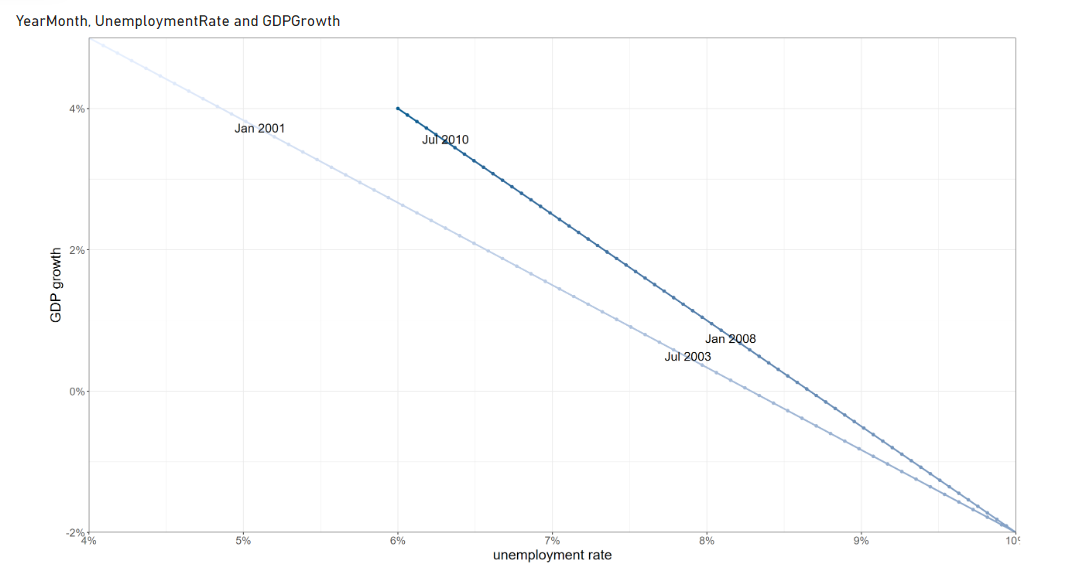 YearMonth, UnemploymentRate and GDPGrowth
4%
Jan 2001
Jul 2010
2%
GDP growth
Jan 2008
Jul 2003
0%
-2%
4%
5%
6%
7%
8%
9%
10%
unemployment rate